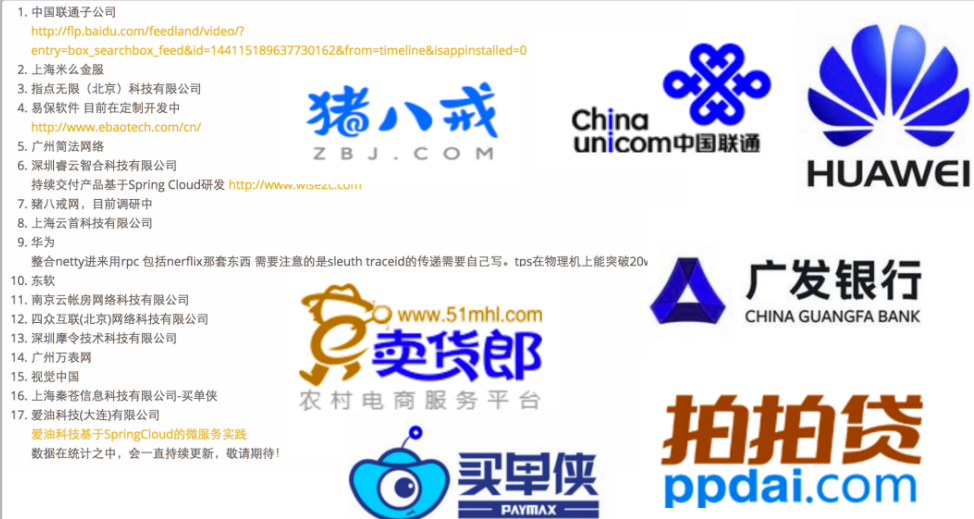 1. 中国联通子公司
http://flp.baidu.com/feedland/video/?
entry=box_searchbox_feed&id=144115189637730162&from=timeline&isappinstalled=0
2. 上海米么金服
3. 指点无限（北京）科技有限公司
4. 易保软件 目前在定制开发中
http://www.ebaotech.com/cn/
5. 广州简法网络
6. 深圳睿云智合科技有限公司
持续交付产品基于Spring Cloud研发 http://www.wise2c.com
7. 猪八戒网，目前调研中
8. 上海云首科技有限公司
9. 华为
整合netty进来用rpc 包括nerflix那套东西 需要注意的是sleuth traceid的传递需要自己写。tps在物理机上能突破20w
10. 东软
11. 南京云帐房网络科技有限公司
12. 四众互联(北京)网络科技有限公司
13. 深圳摩令技术科技有限公司
14. 广州万表网
15. 视觉中国
16. 上海秦苍信息科技有限公司-买单侠
17. 爱油科技(大连)有限公司
爱油科技基于SpringCloud的微服务实践
数据在统计之中，会一直持续更新，敬请期待！
猪八戒
ZBJ.COM
China
unicom中国联通
HUAWEI
www.51mhl.com
卖货郎
农村电商服务平台
广发银行
CHINA GUANGFA BANK
买单侠
PAYMAX
拍拍贷
ppdai.com